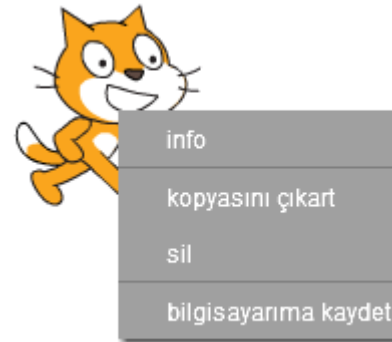 info
kopyasını çıkart
sil
bilgisayarıma kaydet